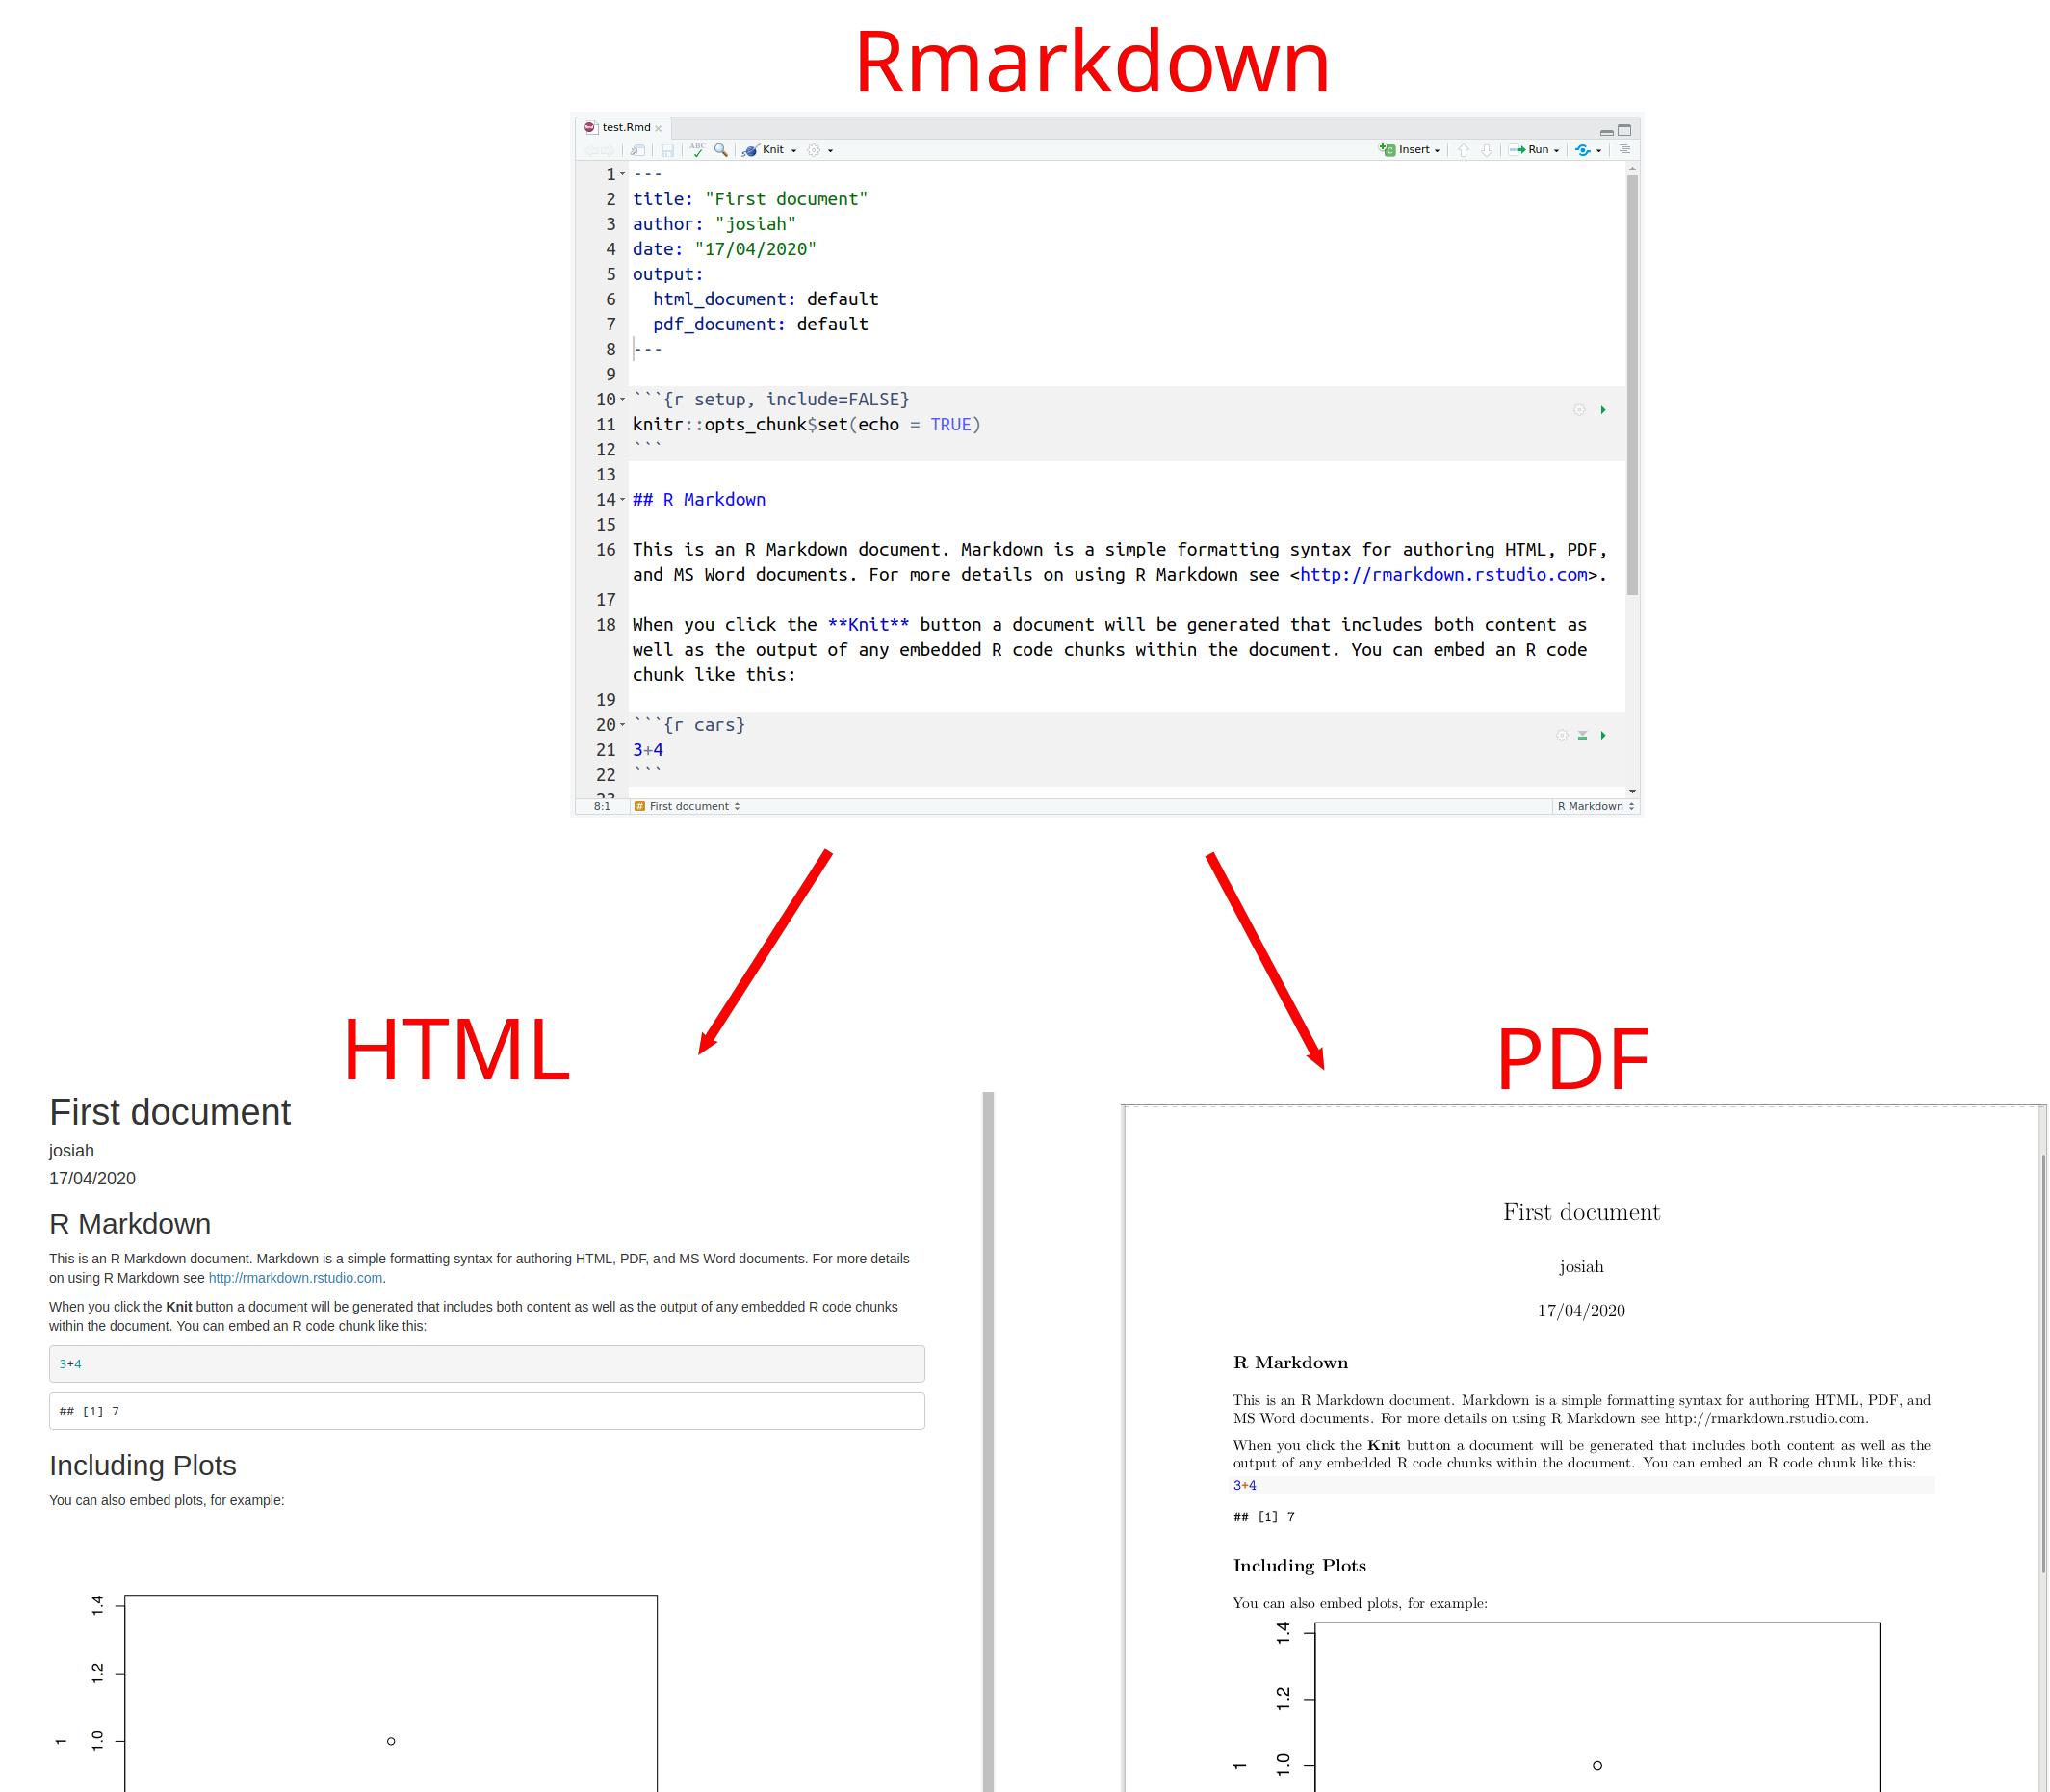 Rmarkdown
test.Rmd
ABC Knit Insert Run
1 ---
2 title: "First document"
3 author: "josiah"
4 date: "17/04/2020"
5 output:
6   html_document: default
7   pdf_document: default
8 ---
9
10 ```{r setup, include=FALSE}
11 knitr::opts_chunk$set(echo = TRUE)
12 ```
13
14 ## R Markdown
15
16 This is an R Markdown document. Markdown is a simple formatting syntax for authoring HTML, PDF,
and MS Word documents. For more details on using R Markdown see <http://rmarkdown.rstudio.com>.
17
18 When you click the **Knit** button a document will be generated that includes both content as
well as the output of any embedded R code chunks within the document. You can embed an R code
chunk like this:
19
20 ```{r cars}
21 3+4
22 ```
23
8:1 # First document R Markdown
HTML
First document
josiah
17/04/2020
R Markdown
This is an R Markdown document. Markdown is a simple formatting syntax for authoring HTML, PDF, and MS Word documents. For more details
on using R Markdown see http://rmarkdown.rstudio.com.
When you click the Knit button a document will be generated that includes both content as well as the output of any embedded R code chunks
within the document. You can embed an R code chunk like this:
3+4
## [1] 7
Including Plots
You can also embed plots, for example:
1.4
1.2
1.0
1
PDF
First document
josiah
17/04/2020
R Markdown
This is an R Markdown document. Markdown is a simple formatting syntax for authoring HTML, PDF, and
MS Word documents. For more details on using R Markdown see http://rmarkdown.rstudio.com.
When you click the Knit button a document will be generated that includes both content as well as the
output of any embedded R code chunks within the document. You can embed an R code chunk like this:
3+4
## [1] 7
Including Plots
You can also embed plots, for example:
1.4
1.2
1.0
1